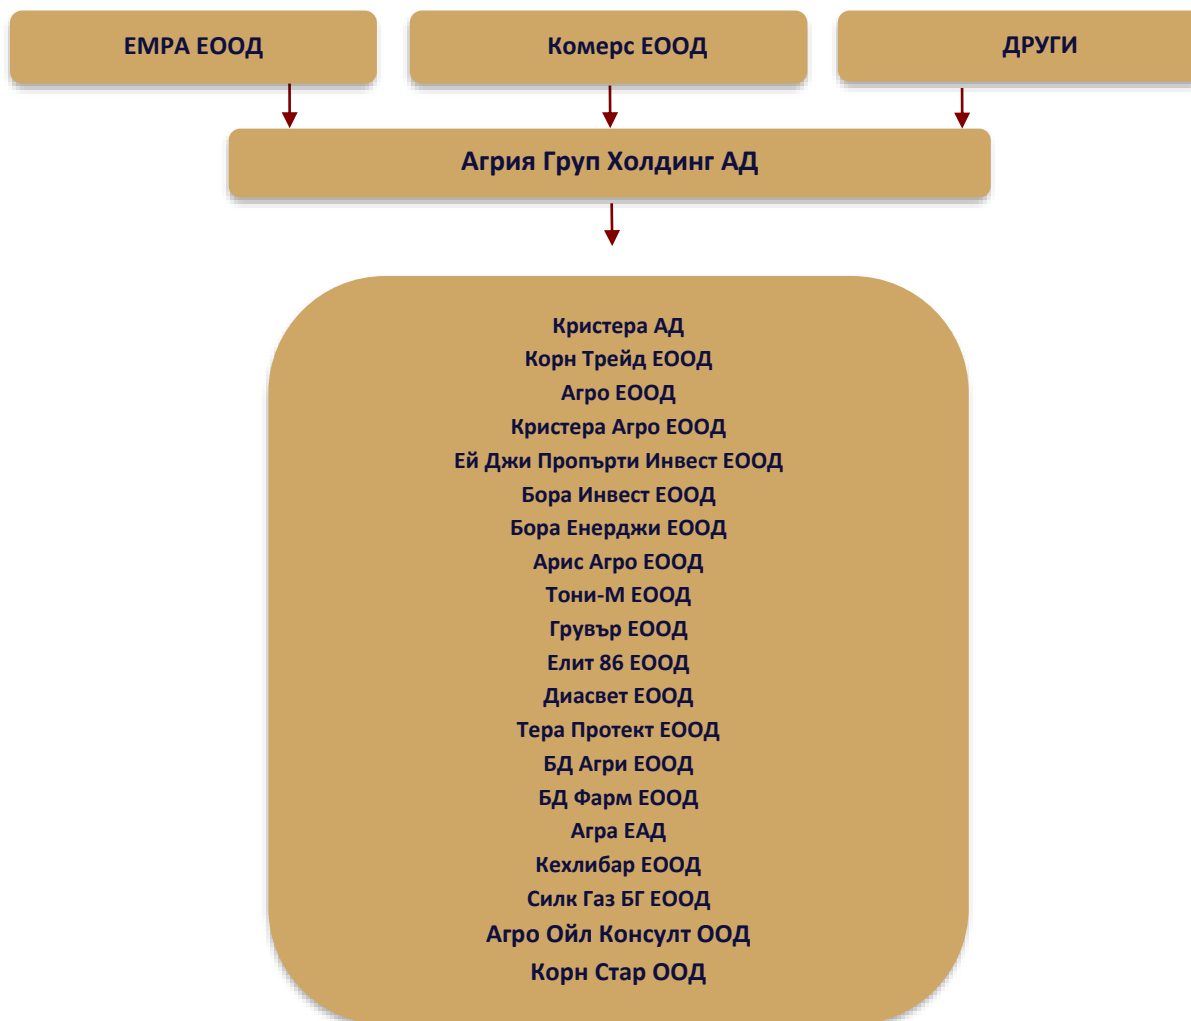 ЕМРА ЕООД
Комерс ЕООД
ДРУГИ
Агрия Груп Холдинг АД
Кристера АД
Корн Трейд ЕООД
Агро ЕООД
Кристера Агро ЕООД
Ей Джи Пропърти Инвест ЕООД
Бора Инвест ЕООД
Бора Енерджи ЕООД
Арис Агро ЕООД
Тони-М ЕООД
Грувър ЕООД
Елит 86 ЕООД
Диасвет ЕООД
Тера Протект ЕООД
БД Агри ЕООД
БД Фарм ЕООД
Агра ЕАД
Кехлибар ЕООД
Силк Газ БГ ЕООД
Агро Ойл Консулт ООД
Корн Стар ООД